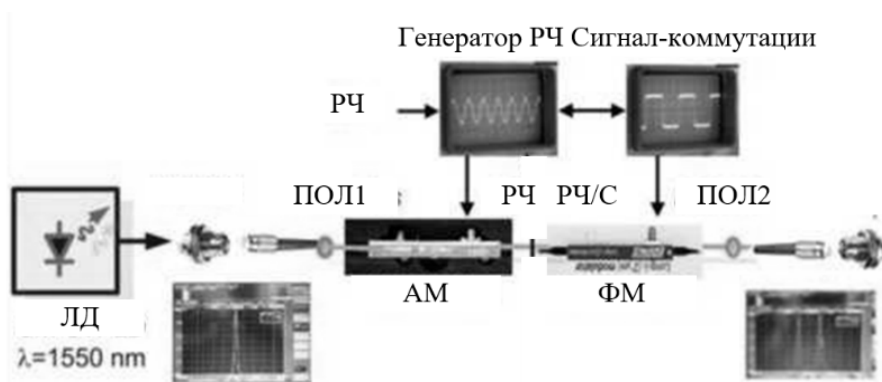 Генератор РЧ Сигнал-коммутации
РЧ
ПОЛ1
РЧ
РЧ/С
ПОЛ2
АМ
ФМ
ЛД
λ=1550 nm